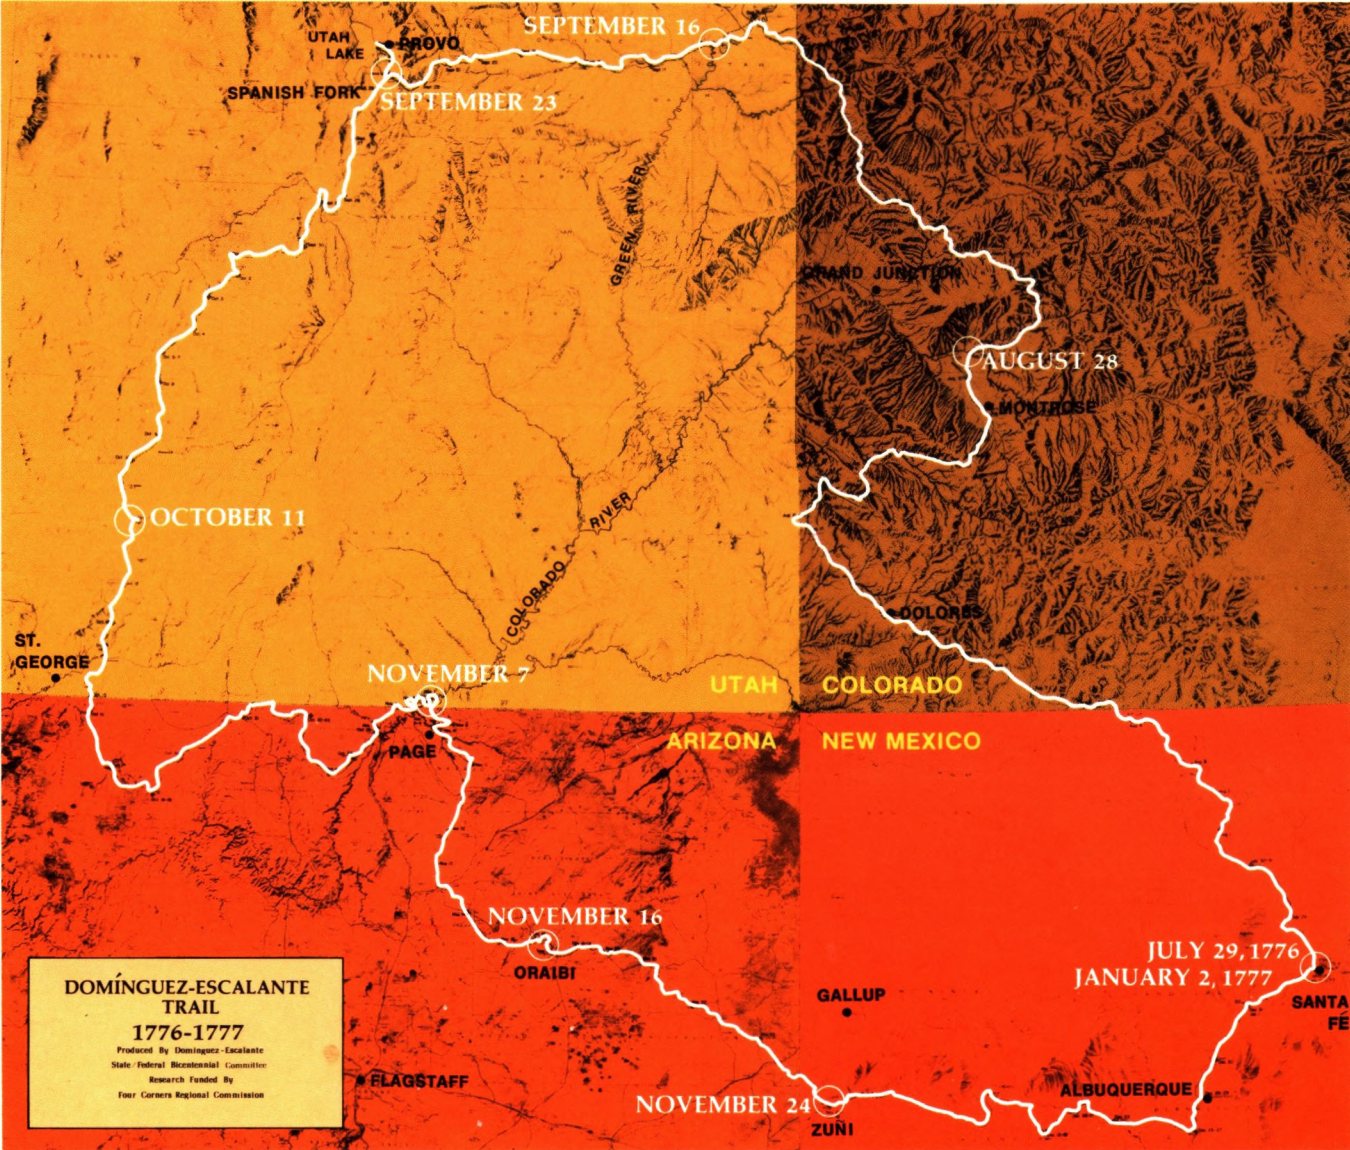 SEPTEMBER 16
UTAH
LAKE
PROVO
SPANISH FORK
SEPTEMBER 23
GREEN RIVER
GRAND JUNCTION
AUGUST 28
MONTROSE
OCTOBER 11
COLORADO
RIVER
DOLORES
ST.
GEORGE
NOVEMBER 7
UTAH
COLORADO
ARIZONA
NEW MEXICO
PAGE
NOVEMBER 16
ORAIBI
JULY 29, 1776
JANUARY 2, 1777
SANTA
FÉ
GALLUP
DOMÍNGUEZ-ESCALANTE
TRAIL
1776-1777
Produced By Domínguez-Escalante
State/Federal Bicentennial Committee
Research Funded By
Four Corners Regional Commission
FLAGSTAFF
ALBUQUERQUE
NOVEMBER 24
ZUÑI